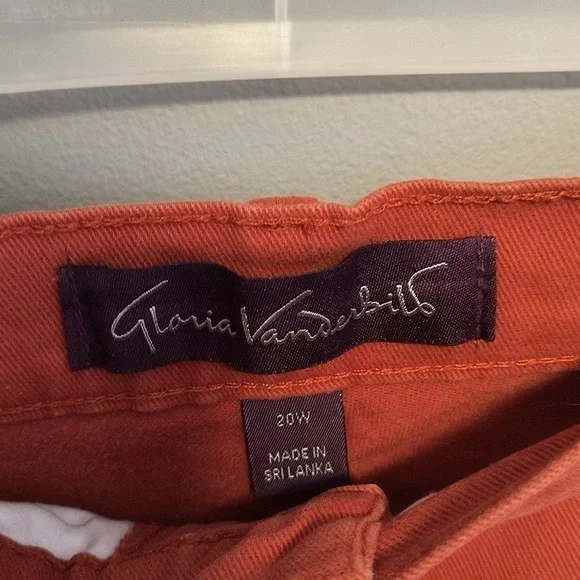 Gloria Vanderbilt
20W
MADE IN
SRI LANKA